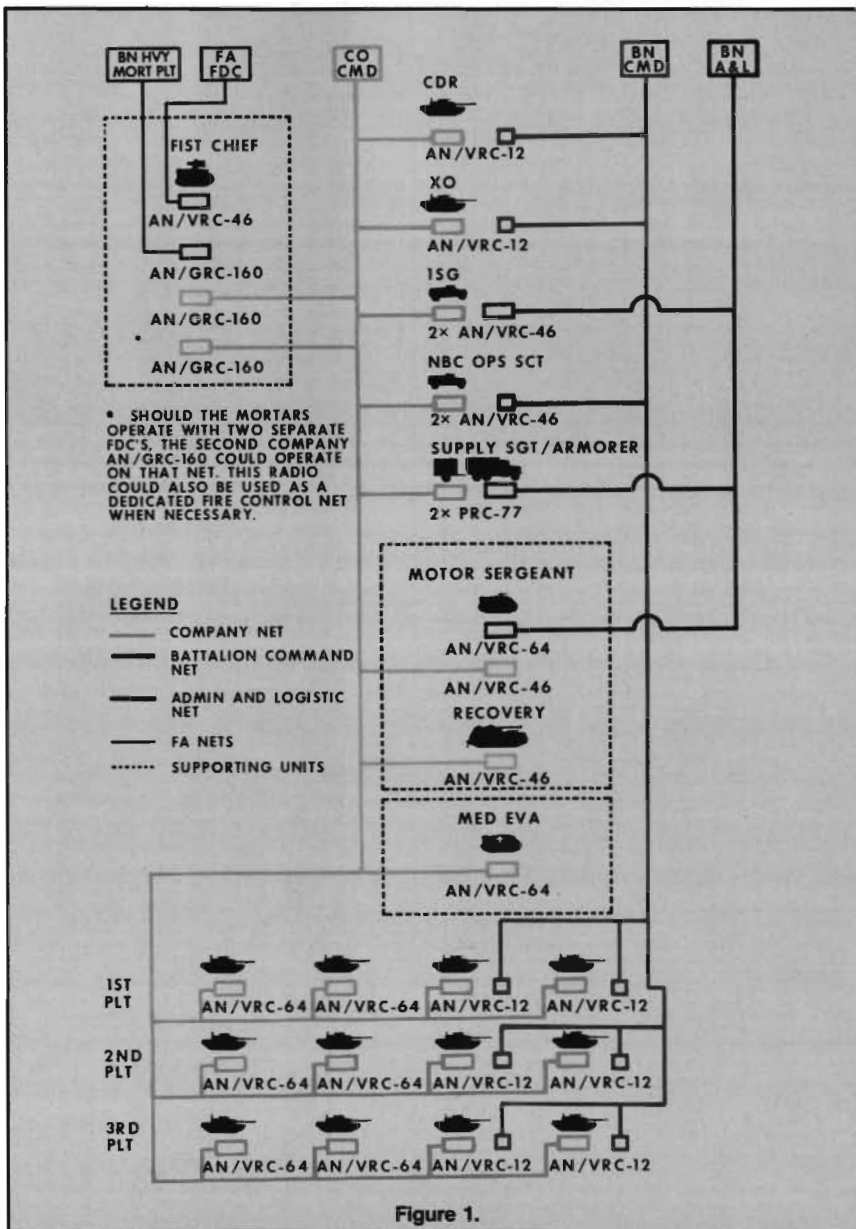 BN HVY
MORT PLT
FA
FDC
CO
CMD
BN
CMD
BN
A&L
FIST CHIEF
AN/VRC-46
AN/GRC-160
AN/GRC-160
AN/GRC-160
* SHOULD THE MORTARS
OPERATE WITH TWO SEPARATE
FDC'S, THE SECOND COMPANY
AN/GRC-160 COULD OPERATE
ON THAT NET. THIS RADIO
COULD ALSO BE USED AS A
DEDICATED FIRE CONTROL NET
WHEN NECESSARY.
LEGEND
COMPANY NET
BATTALION COMMAND
NET
ADMIN AND LOGISTIC
NET
FA NETS
SUPPORTING UNITS
CDR
AN/VRC-12
XO
AN/VRC-12
1SG
2× AN/VRC-46
NBC OPS SCT
2× AN/VRC-46
SUPPLY SGT/ARMORER
2× PRC-77
MOTOR SERGEANT
AN/VRC-64
AN/VRC-46
RECOVERY
AN/VRC-46
MED EVA
AN/VRC-64
1ST
PLT
AN/VRC-64 AN/VRC-64 AN/VRC-12 AN/VRC-12
2ND
PLT
AN/VRC-64 AN/VRC-64 AN/VRC-12 AN/VRC-12
3RD
PLT
AN/VRC-64 AN/VRC-64 AN/VRC-12 AN/VRC-12
Figure 1.